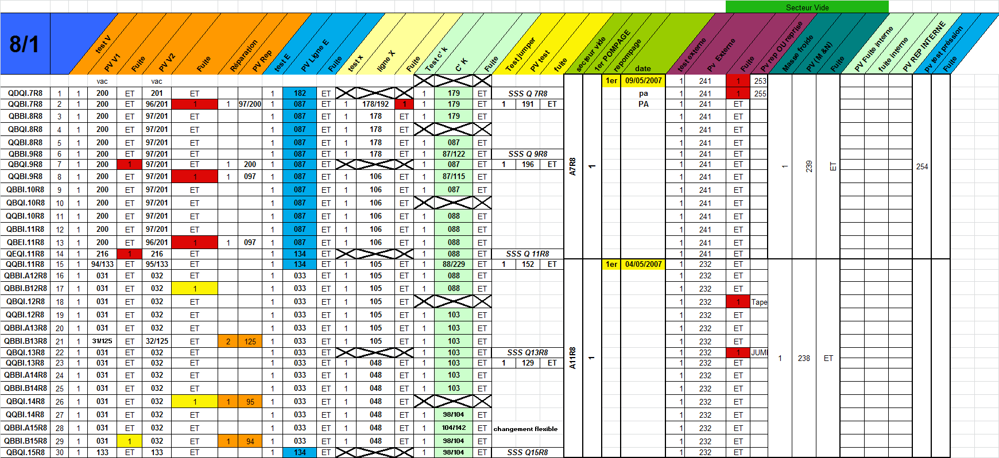 Secteur Vide
8/1 test V PV V1 Fuite PV V2 Fuite Réparation PV Rep test E PV Ligne E Fuite test x ligne X Fuite Test c' k C' K Fuite Test jumper PV test fuite secteur vide 1er POMPAGE repompage date test externe Pv Externe Fuite Pv rep OU reprise Masse froide PV ( M &N) Fuite PV Fuite interne fuite interne PV REP INTERNE pv test préssion Fuite
vac vac 1er 09/05/2007 1 241 1 253
QDQI.7R8 1 1 200 ET 201 ET 1 182 ET 1 179 ET SSS Q 7R8 pa 1 241 1 255
QQBI.7R8 2 1 200 ET 96/201 1 1 97/200 1 087 ET 1 178/192 1 1 179 ET 1 191 ET PA 1 241 ET
QBBI.8R8 3 1 200 ET 97/201 ET 1 087 ET 1 178 ET 1 179 ET 1 241 ET
QBQI.8R8 4 1 200 ET 97/201 ET 1 087 ET 1 178 ET 1 241 ET
QQBI.8R8 5 1 200 ET 97/201 ET 1 087 ET 1 178 ET 1 087 ET 1 241 ET
QBBI.9R8 6 1 200 ET 97/201 ET 1 087 ET 1 178 ET 1 87/122 ET SSS Q 9R8 1 241 ET
QBQI.9R8 7 1 200 1 97/201 ET 1 200 1 087 ET 1 087 ET 1 196 ET A7R8 1 1 241 ET 1 239 ET 254
QQBI.9R8 8 1 200 ET 97/201 1 1 097 1 087 ET 1 106 ET 1 87/115 ET 1 241 ET
QBBI.10R8 9 1 200 ET 97/201 ET 1 087 ET 1 106 ET 1 087 ET 1 241 ET
QBQI.10R8 10 1 200 ET 97/201 ET 1 087 ET 1 106 ET 1 241 ET
QQBI.10R8 11 1 200 ET 97/201 ET 1 087 ET 1 106 ET 1 088 ET 1 241 ET
QBBI.11R8 12 1 200 ET 97/201 ET 1 087 ET 1 106 ET 1 088 ET 1 241 ET
QBEI.11R8 13 1 200 ET 96/201 1 1 097 1 087 ET 1 106 ET 1 088 ET 1 241 ET
QEQI.11R8 14 1 216 1 216 ET 1 134 ET 1 088 ET SSS Q 11R8 1 241 ET
QQBI.11R8 15 1 94/133 ET 95/133 ET 1 134 ET 1 105 ET 1 88/229 ET 1 152 ET 1er 04/05/2007 1 232 ET
QBBI.A12R8 16 1 031 ET 032 ET 1 033 ET 1 105 ET 1 088 ET 1 232 ET
QBBI.B12R8 17 1 031 ET 032 1 1 033 ET 1 105 ET 1 088 ET 1 232 ET
QBQI.12R8 18 1 031 ET 032 ET 1 033 ET 1 105 ET 1 232 1 Tape
QQBI.12R8 19 1 031 ET 032 ET 1 033 ET 1 105 ET 1 103 ET 1 232 ET
QBBI.A13R8 20 1 031 ET 032 ET 1 033 ET 1 105 ET 1 103 ET 1 232 ET
QBBI.B13R8 21 1 31/125 ET 32/125 ET 2 125 1 033 ET 1 105 ET 1 103 ET 1 232 ET
QBQI.13R8 22 1 031 ET 032 ET 1 033 ET 1 103 ET SSS Q13R8 A11R8 1 1 232 1 JUM 1 238 ET
QQBI.13R8 23 1 031 ET 032 ET 1 033 ET 1 048 ET 1 103 ET 1 129 ET 1 232 ET
QBBI.A14R8 24 1 031 ET 032 ET 1 033 ET 1 048 ET 1 103 ET 1 232 ET
QBBI.B14R8 25 1 031 ET 032 ET 1 033 ET 1 048 ET 1 103 ET 1 232 ET
QBQI.14R8 26 1 031 ET 032 1 1 95 1 033 ET 1 048 ET 1 232 ET
QQBI.14R8 27 1 031 ET 032 ET 1 033 ET 1 048 ET 1 98/104 ET 1 232 ET
QBBI.A15R8 28 1 031 ET 032 ET 1 033 ET 1 048 ET 1 104/142 ET changement flexible 1 232 ET
QBBI.B15R8 29 1 031 1 032 ET 1 94 1 033 ET 1 048 ET 1 98/104 ET 1 232 ET
QBQI.15R8 30 1 133 ET 133 ET 1 134 ET 1 98/104 ET SSS Q15R8 1 232 ET